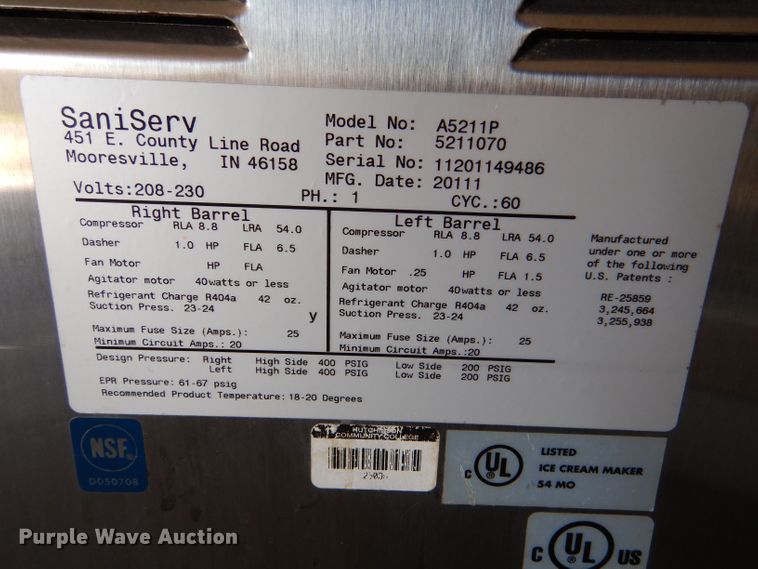 SaniServ
451 E. County Line Road
Mooresville, IN 46158
Model No: A5211P
Part No: 5211070
Serial No: 11201149486
MFG. Date: 20111
Volts:208-230 PH.: 1 CYC.:60
Right Barrel
Compressor RLA 8.8 LRA 54.0
Dasher 1.0 HP FLA 6.5
Fan Motor HP FLA
Agitator motor 40watts or less
Refrigerant Charge R404a 42 oz.
Suction Press. 23-24
y
Maximum Fuse Size (Amps.): 25
Minimum Circuit Amps.: 20
Left Barrel
Compressor RLA 8.8 LRA 54.0
Dasher 1.0 HP FLA 6.5
Fan Motor .25 HP FLA 1.5
Agitator motor 40watts or less
Refrigerant Charge R404a 42 oz.
Suction Press. 23-24
Maximum Fuse Size (Amps.): 25
Minimum Circuit Amps.:20
Manufactured
under one or more
of the following
U.S. Patents :
RE-25859
3,245,664
3,255,938
Design Pressure: Right High Side 400 PSIG Low Side 200 PSIG
Left High Side 400 PSIG Low Side 200 PSIG
EPR Pressure: 61-67 psig
Recommended Product Temperature: 18-20 Degrees
NSF®
D050708
HUTCHINSON
COMMUNITY COLLEGE
C UL ®
LISTED
ICE CREAM MAKER
54 MO
C UL ® US
Purple Wave Auction